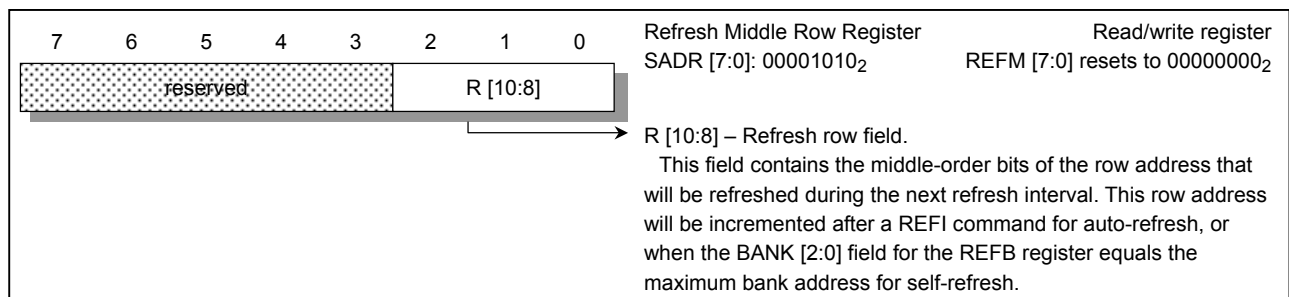 7 6 5 4 3 2 1 0
reserved R [10:8]
Refresh Middle Row Register Read/write register
SADR [7:0]: 00001010₂ REFM [7:0] resets to 00000000₂
R [10:8] – Refresh row field.
This field contains the middle-order bits of the row address that
will be refreshed during the next refresh interval. This row address
will be incremented after a REFI command for auto-refresh, or
when the BANK [2:0] field for the REFB register equals the
maximum bank address for self-refresh.